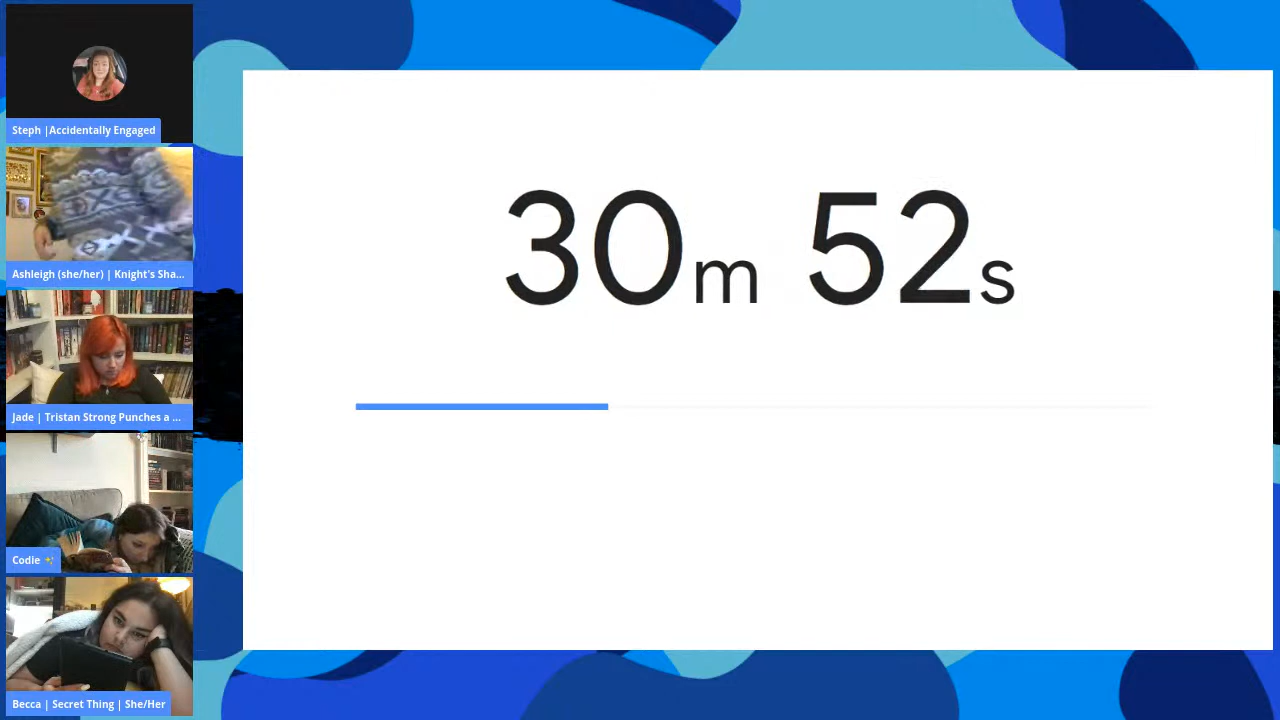 Steph |Accidentally Engaged
Ashleigh (she/her) | Knight's Sha...
Jade | Tristan Strong Punches a ...
Codie ✨
Becca | Secret Thing | She/Her
30m 52s